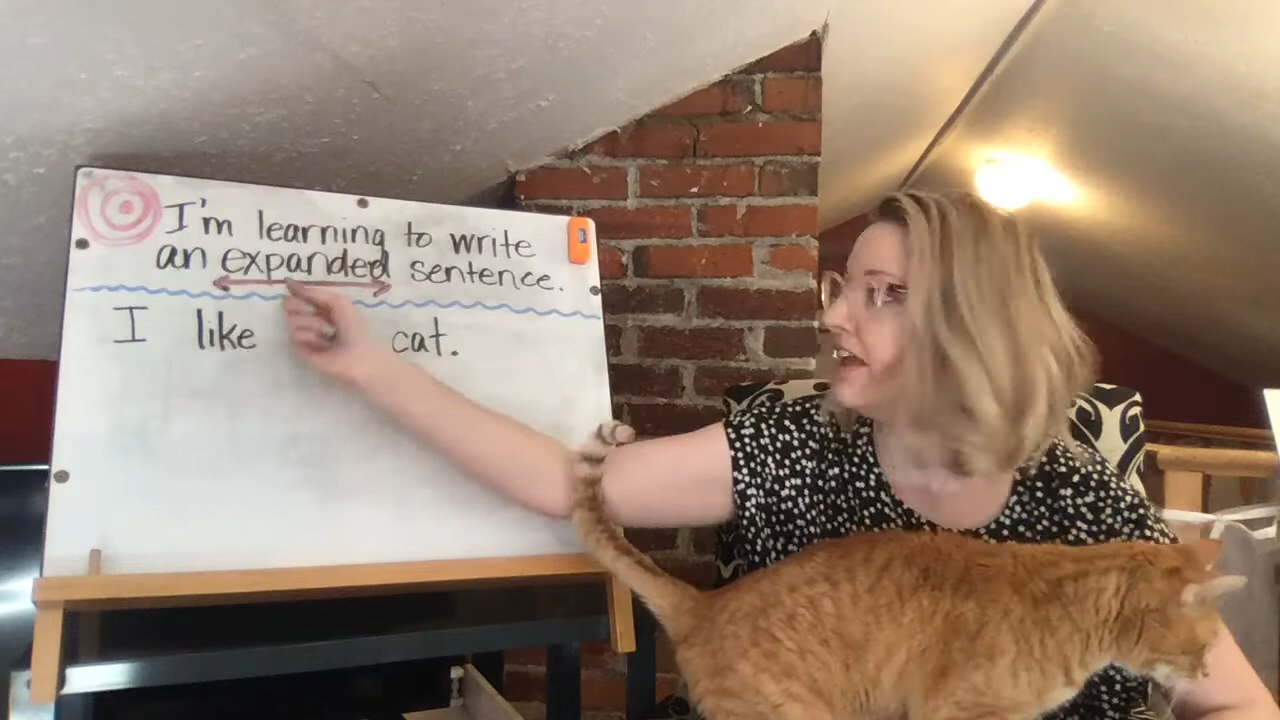 I'm learning to write
an expanded sentence.
I like cat.